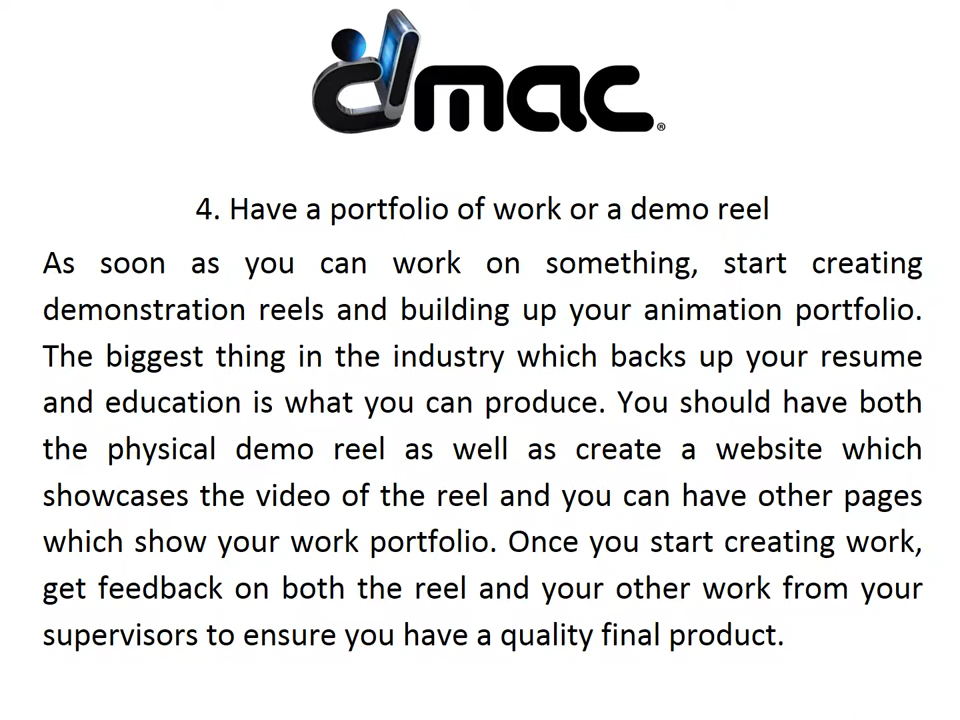 dmac®
4. Have a portfolio of work or a demo reel
As soon as you can work on something, start creating
demonstration reels and building up your animation portfolio.
The biggest thing in the industry which backs up your resume
and education is what you can produce. You should have both
the physical demo reel as well as create a website which
showcases the video of the reel and you can have other pages
which show your work portfolio. Once you start creating work,
get feedback on both the reel and your other work from your
supervisors to ensure you have a quality final product.